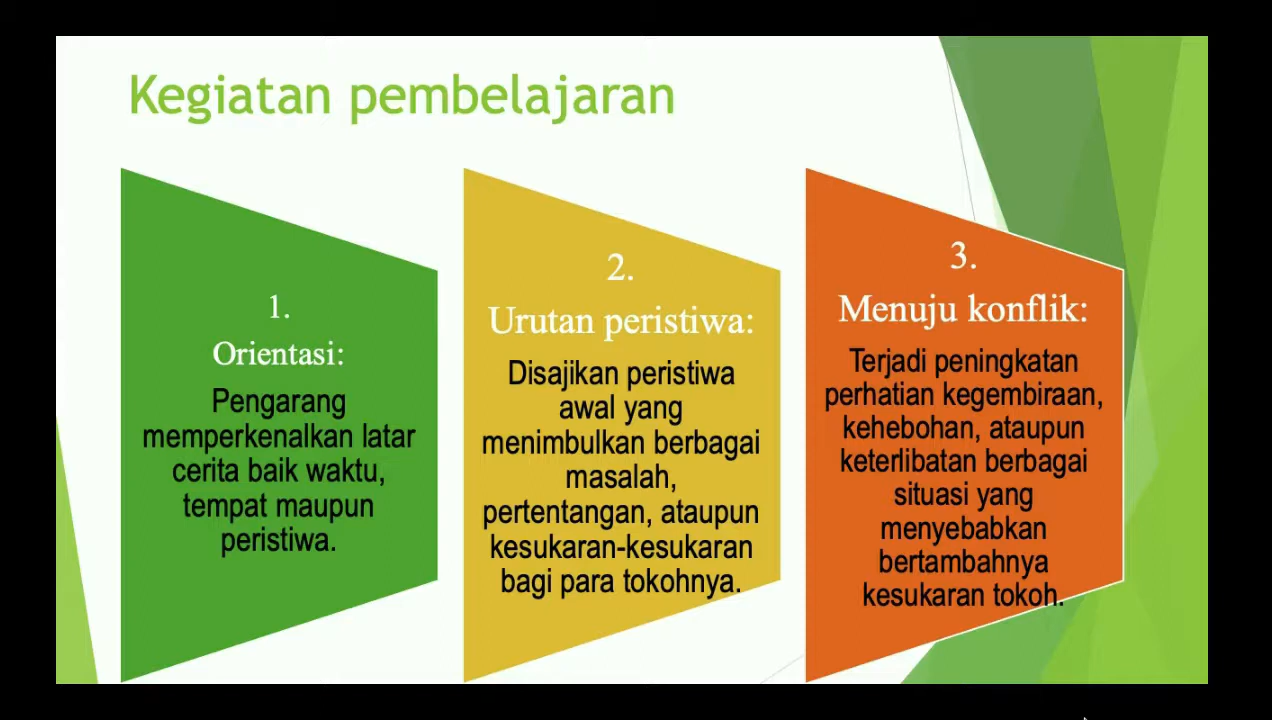 Kegiatan pembelajaran
1.
Orientasi:
Pengarang
memperkenalkan latar
cerita baik waktu,
tempat maupun
peristiwa.
2.
Urutan peristiwa:
Disajikan peristiwa
awal yang
menimbulkan berbagai
masalah,
pertentangan, ataupun
kesukaran-kesukaran
bagi para tokohnya.
3.
Menuju konflik:
Terjadi peningkatan
perhatian kegembiraan,
kehebohan, ataupun
keterlibatan berbagai
situasi yang
menyebabkan
bertambahnya
kesukaran tokoh.